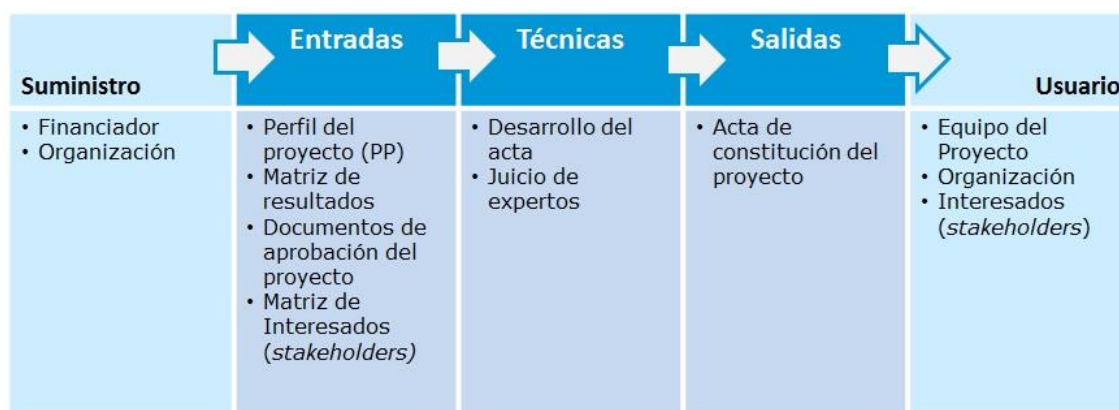 Suministro
Entradas
Técnicas
Salidas
Usuario
• Financiador
• Organización
• Perfil del
proyecto (PP)
• Matriz de
resultados
• Documentos de
aprobación del
proyecto
• Matriz de
Interesados
(stakeholders)
• Desarrollo del
acta
• Juicio de
expertos
• Acta de
constitución del
proyecto
• Equipo del
Proyecto
• Organización
• Interesados
(stakeholders)